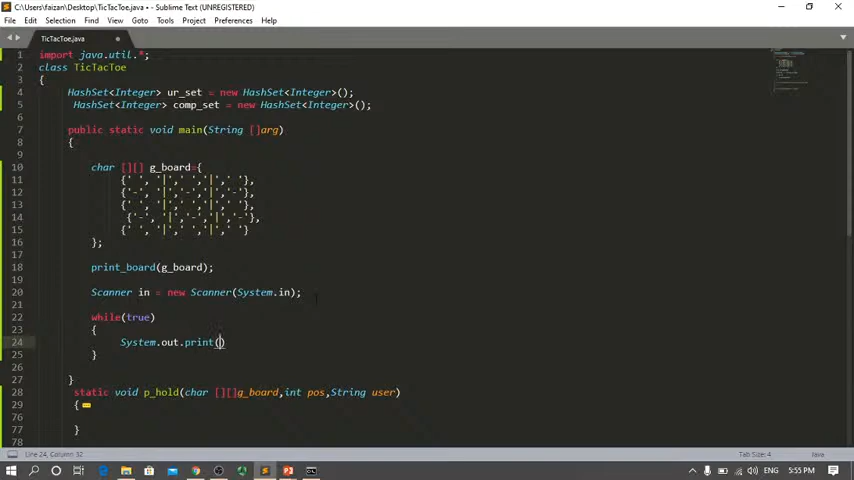 C:\Users\faizan\Desktop\TicTacToe.java • - Sublime Text (UNREGISTERED)
File Edit Selection Find View Goto Tools Project Preferences Help
TicTacToe.java
1 import java.util.*;
2 class TicTacToe
3 {
4 HashSet<Integer> ur_set = new HashSet<Integer>();
5 HashSet<Integer> comp_set = new HashSet<Integer>();
6
7 public static void main(String []arg)
8 {
9
10 char [][] g_board={
11 {' ', '|',' ','|',' '},
12 {'-', '|','-','|','-'},
13 {' ', '|',' ','|',' '},
14 {'-', '|','-','|','-'},
15 {' ', '|',' ','|',' '}
16 };
17
18 print_board(g_board);
19
20 Scanner in = new Scanner(System.in);
21
22 while(true)
23 {
24 System.out.print()
25 }
26
27 }
28 static void p_hold(char [][]g_board,int pos,String user)
29 {
76
77 }
78
Line 24, Column 32 Tab Size: 4 Java
ENG 5:55 PM